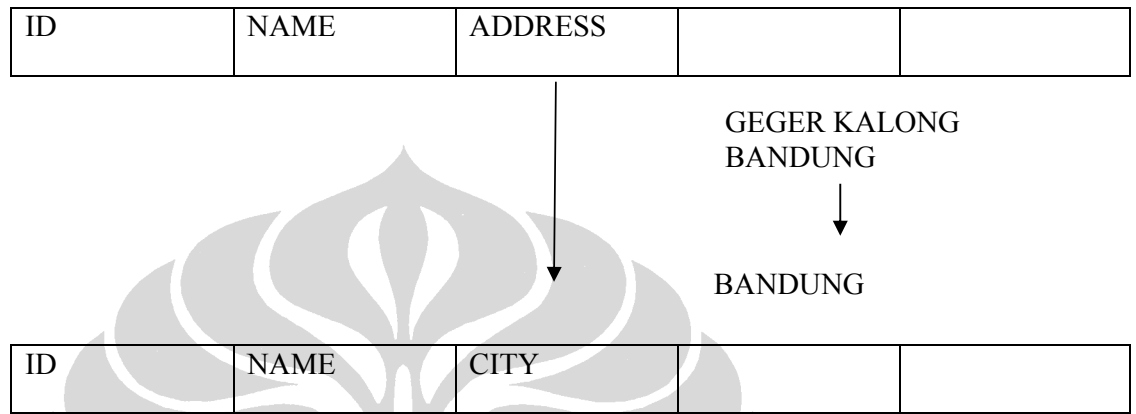 ID NAME ADDRESS
GEGER KALONG
BANDUNG
BANDUNG
ID NAME CITY